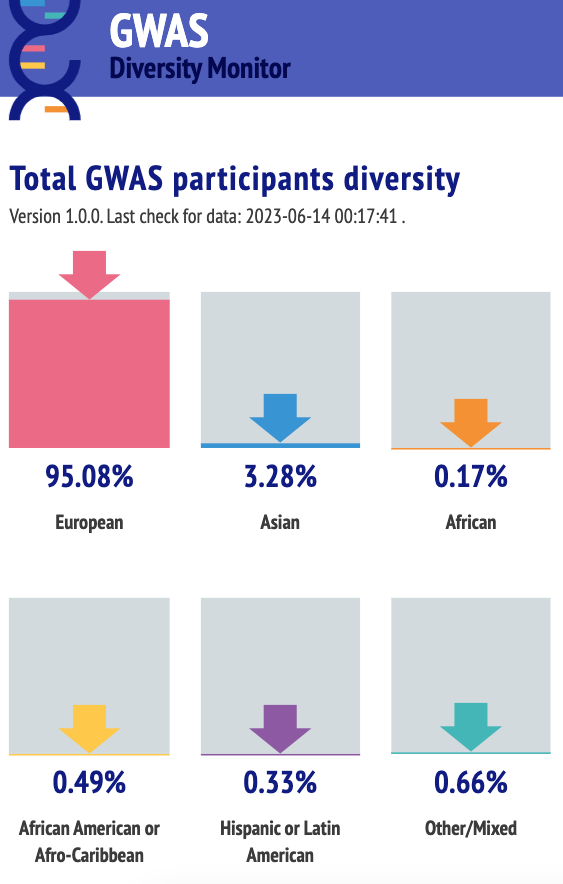 GWAS
Diversity Monitor
Total GWAS participants diversity
Version 1.0.0. Last check for data: 2023-06-14 00:17:41 .
95.08%
European
3.28%
Asian
0.17%
African
0.49%
African American or
Afro-Caribbean
0.33%
Hispanic or Latin
American
0.66%
Other/Mixed